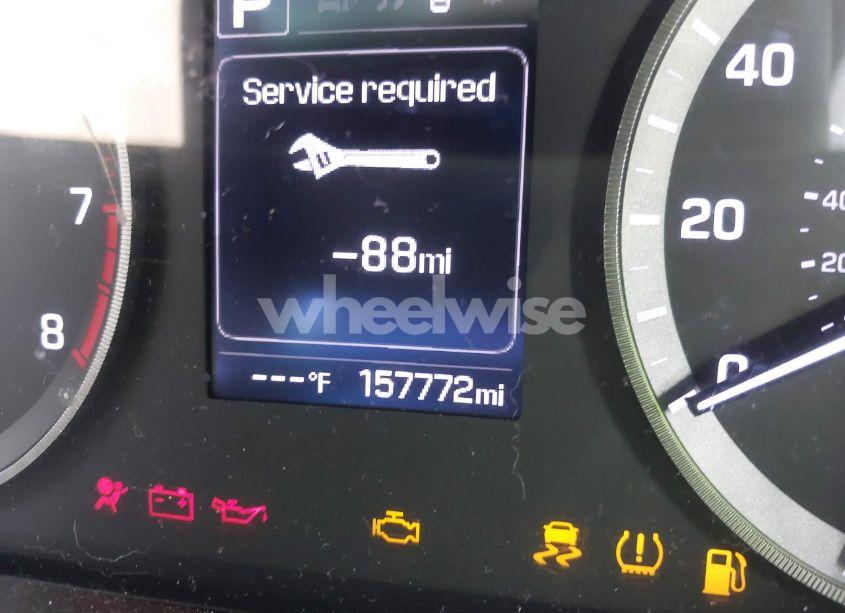 P
Service required
-88mi
---°F 157772mi
7
8
40
20
0
40
20
wheelwise